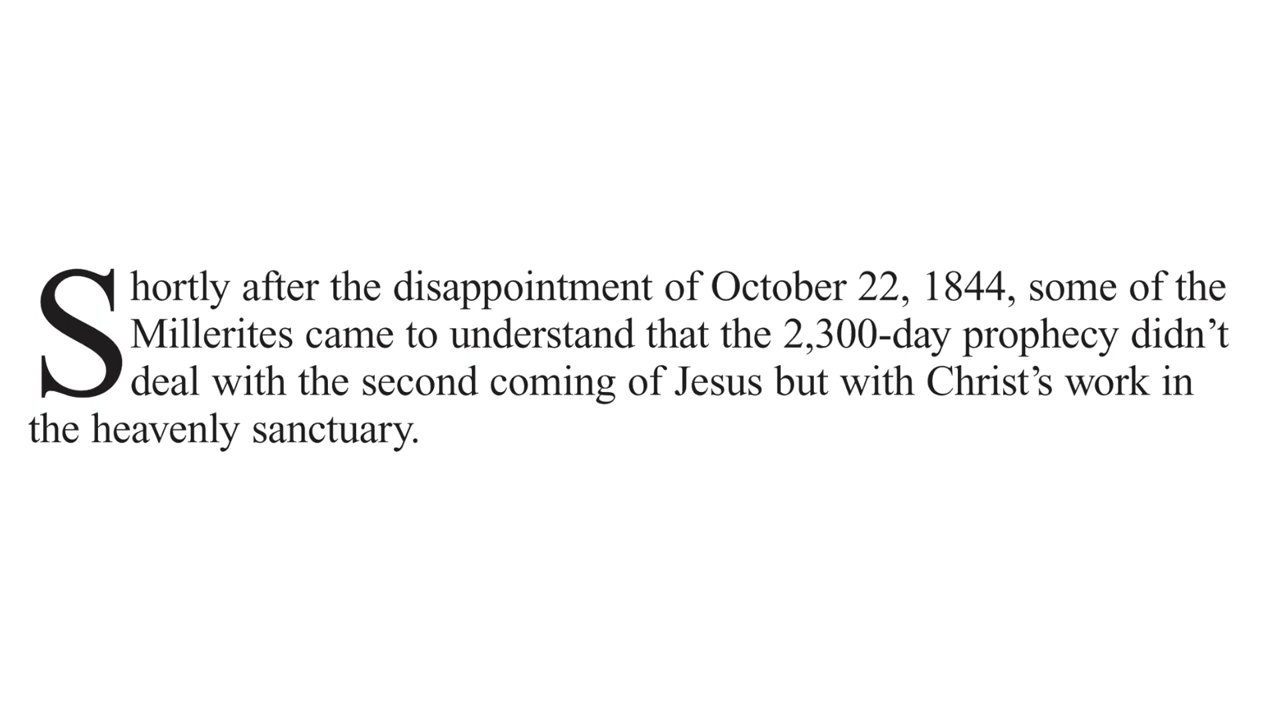 Shortly after the disappointment of October 22, 1844, some of the
Millerites came to understand that the 2,300-day prophecy didn’t
deal with the second coming of Jesus but with Christ’s work in
the heavenly sanctuary.